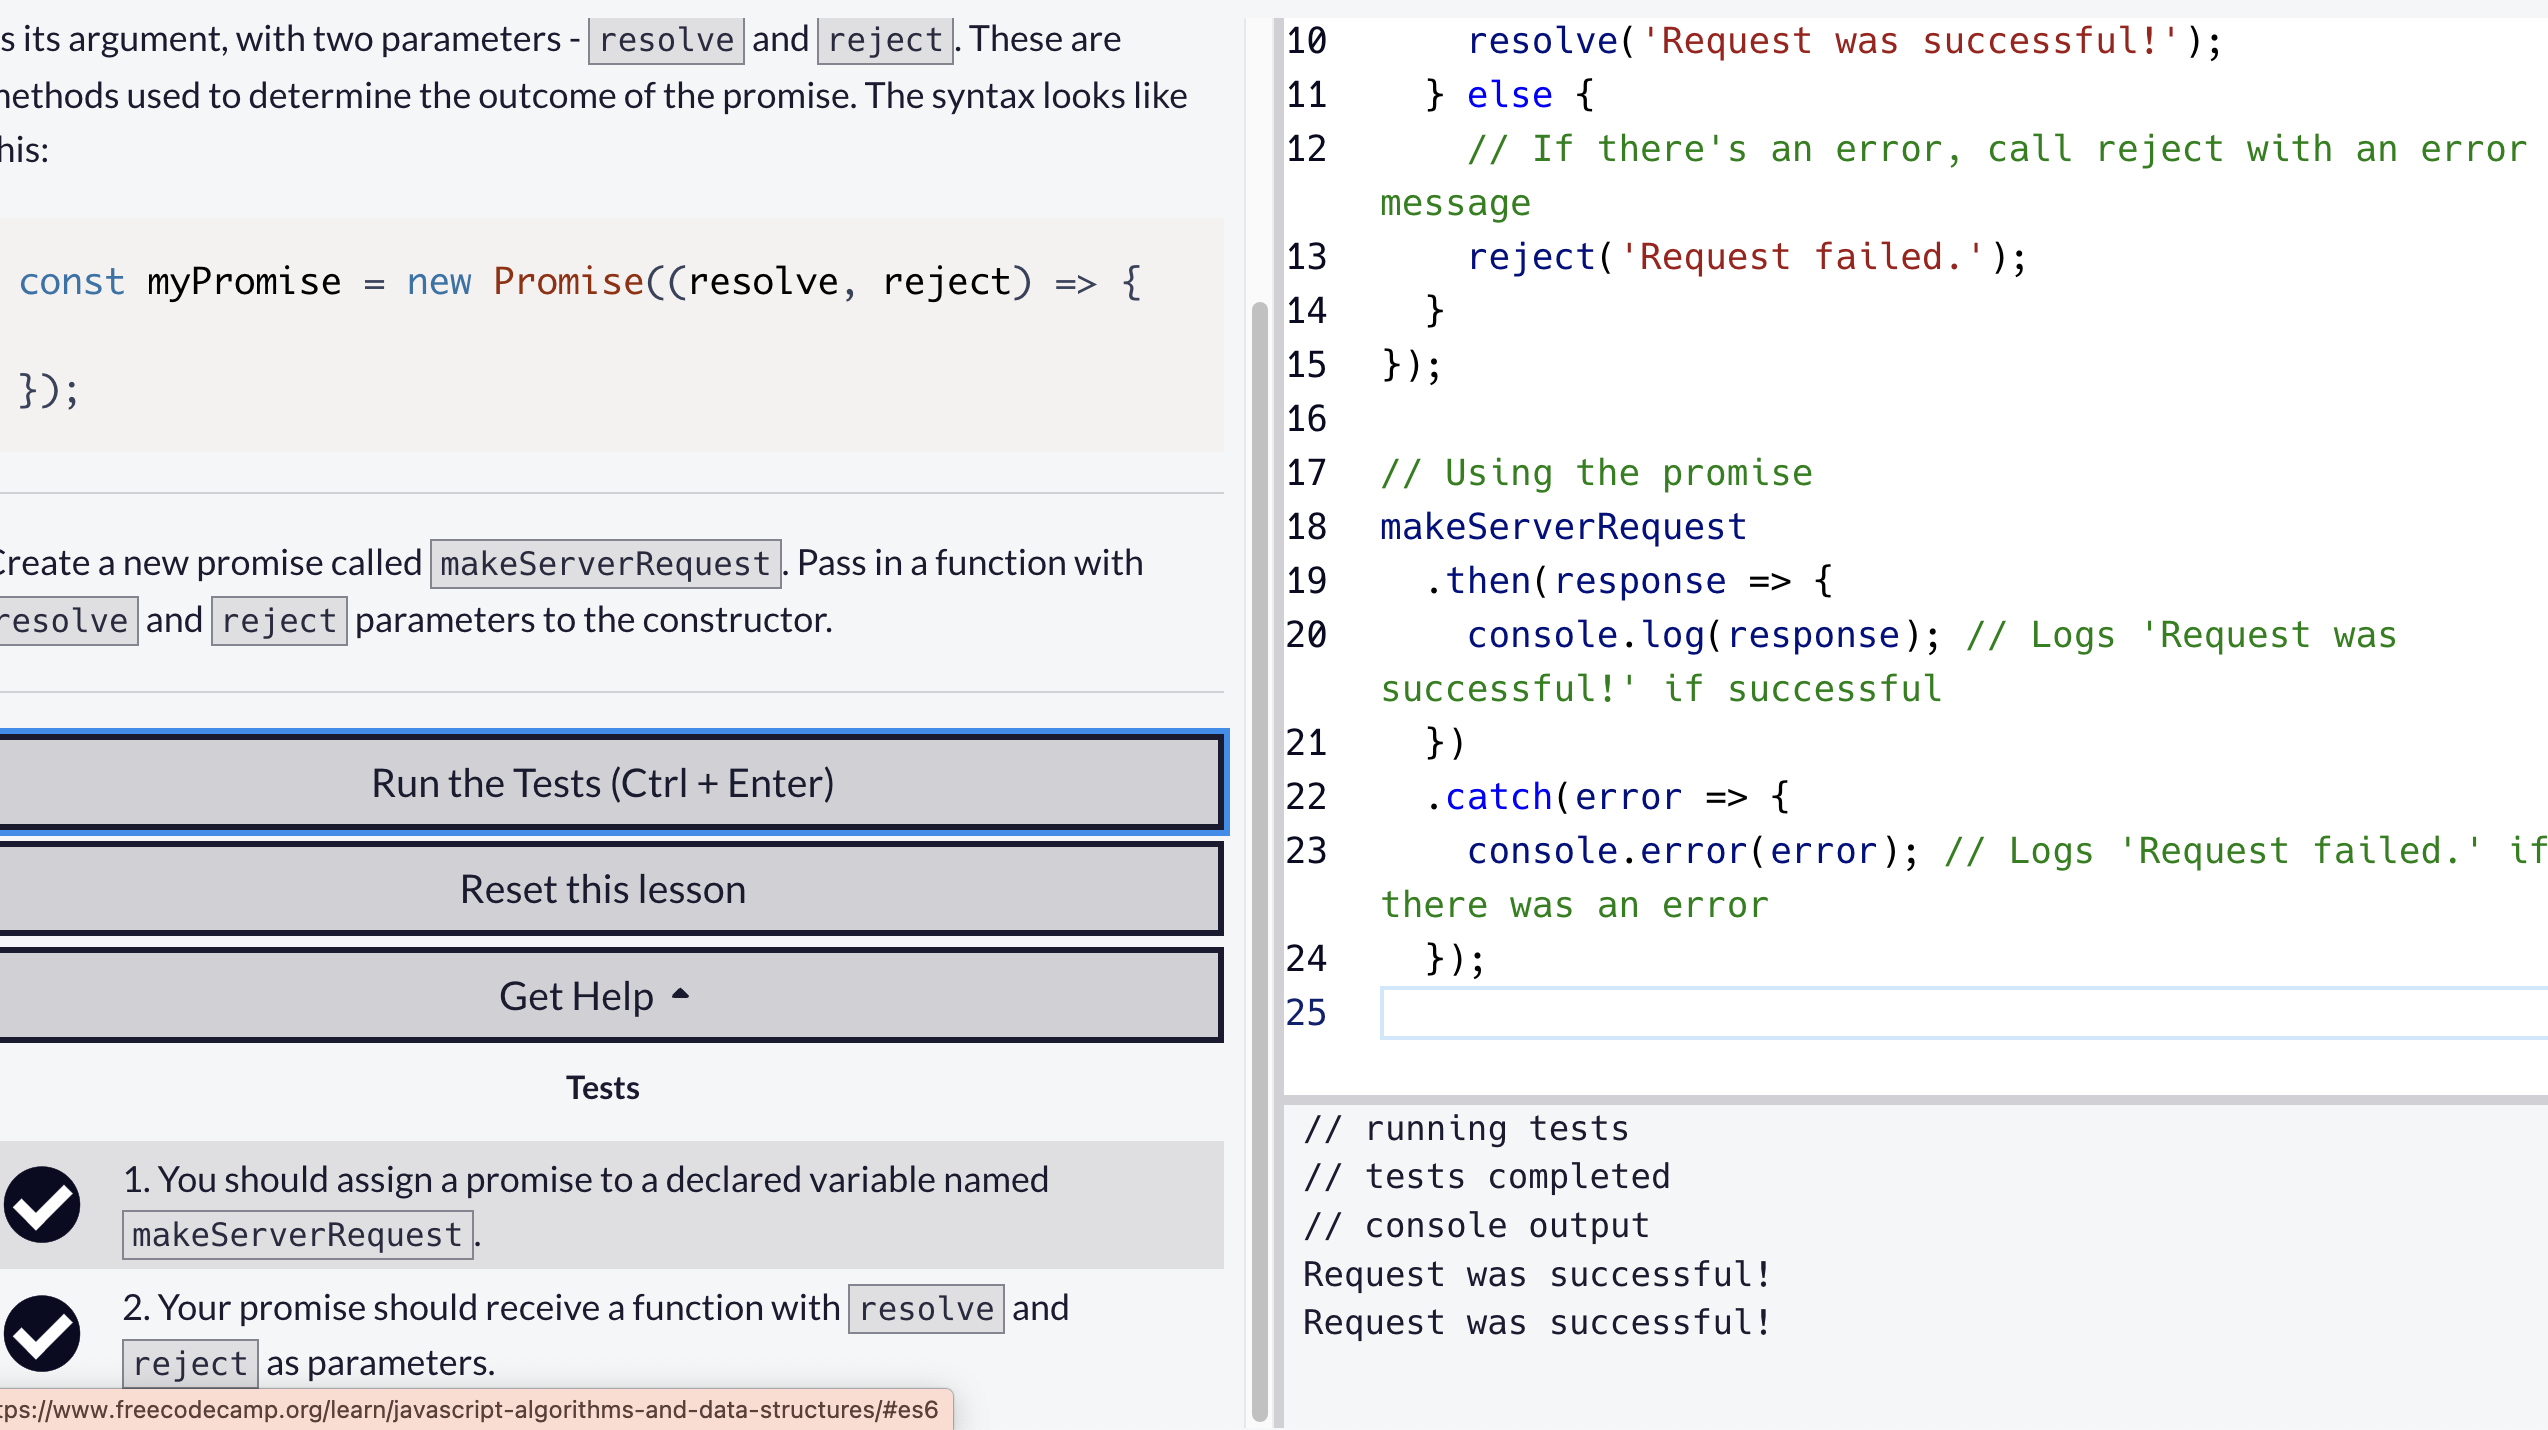 s its argument, with two parameters - resolve and reject. These are
methods used to determine the outcome of the promise. The syntax looks like
this:
const myPromise = new Promise((resolve, reject) => {
});
Create a new promise called makeServerRequest. Pass in a function with
resolve and reject parameters to the constructor.
Run the Tests (Ctrl + Enter)
Reset this lesson
Get Help
Tests
1. You should assign a promise to a declared variable named
makeServerRequest.
2. Your promise should receive a function with resolve and
reject as parameters.
tps://www.freecodecamp.org/learn/javascript-algorithms-and-data-structures/#es6
10 resolve('Request was successful!');
11 } else {
12 // If there's an error, call reject with an error
message
13 reject('Request failed.');
14 }
15 });
16
17 // Using the promise
18 makeServerRequest
19 .then(response => {
20 console.log(response); // Logs 'Request was
successful!' if successful
21 })
22 .catch(error => {
23 console.error(error); // Logs 'Request failed.' if
there was an error
24 });
25
// running tests
// tests completed
// console output
Request was successful!
Request was successful!